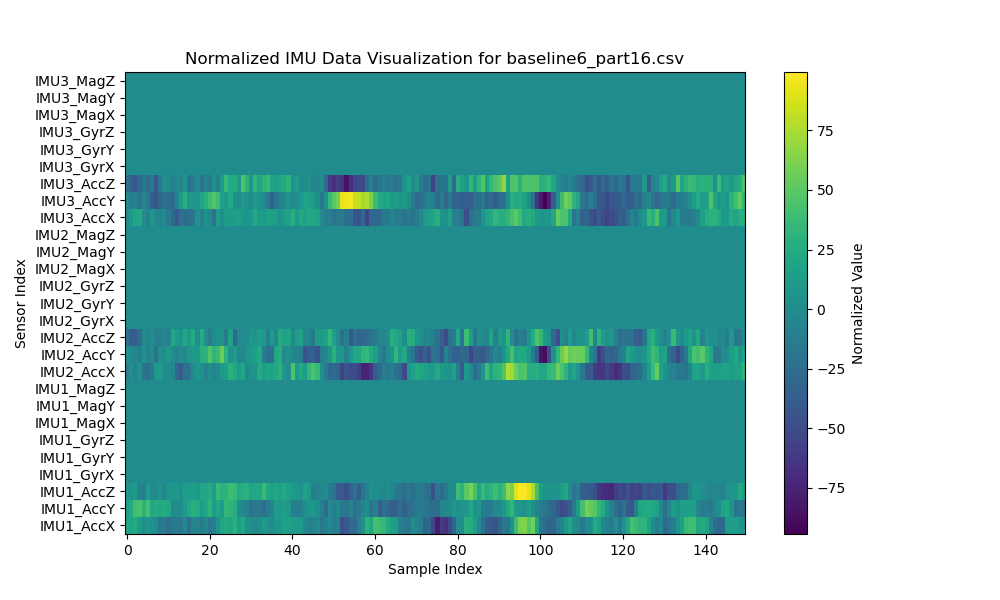 Normalized IMU Data Visualization for baseline6_part16.csv
IMU3_MagZ
IMU3_MagY
IMU3_MagX
IMU3_GyrZ
IMU3_GyrY
IMU3_GyrX
IMU3_AccZ
IMU3_AccY
IMU3_AccX
IMU2_MagZ
IMU2_MagY
IMU2_MagX
IMU2_GyrZ
IMU2_GyrY
IMU2_GyrX
IMU2_AccZ
IMU2_AccY
IMU2_AccX
IMU1_MagZ
IMU1_MagY
IMU1_MagX
IMU1_GyrZ
IMU1_GyrY
IMU1_GyrX
IMU1_AccZ
IMU1_AccY
IMU1_AccX
Sensor Index
0 20 40 60 80 100 120 140
Sample Index
75
50
25
0
−25
−50
−75
Normalized Value